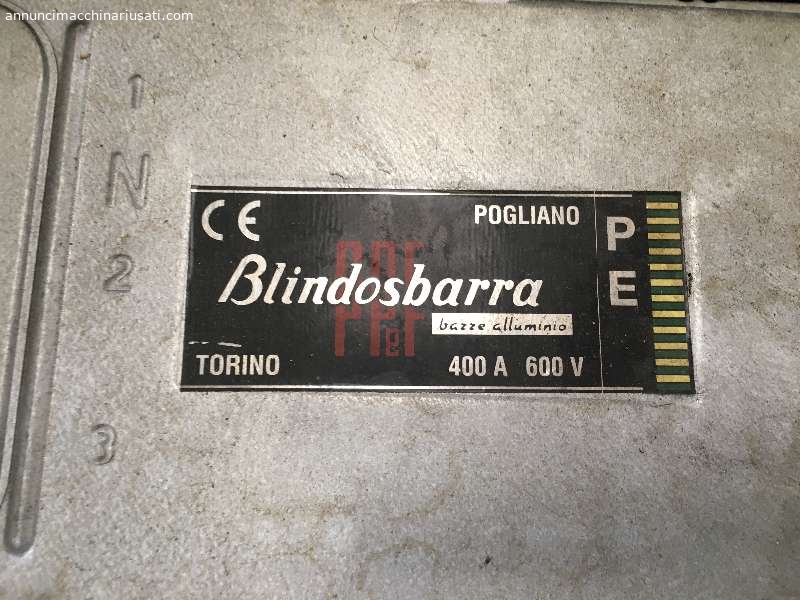 annuncimacchinariusati.com
1
N
2
3
CE
POGLIANO
Blindosbarra
barre alluminio
TORINO
400 A 600 V
P
E